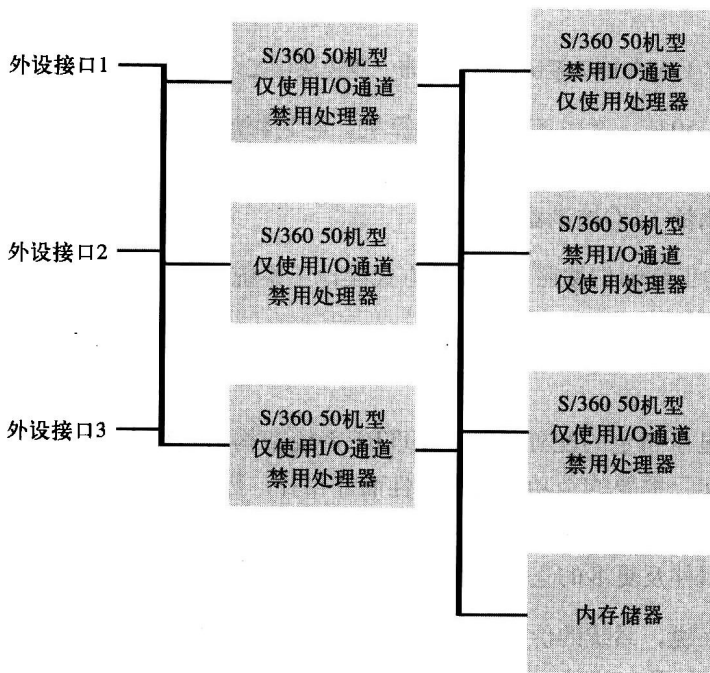 外设接口1
外设接口2
外设接口3
S/360 50机型
仅使用I/O通道
禁用处理器
S/360 50机型
仅使用I/O通道
禁用处理器
S/360 50机型
仅使用I/O通道
禁用处理器
S/360 50机型
禁用I/O通道
仅使用处理器
S/360 50机型
禁用I/O通道
仅使用处理器
S/360 50机型
仅使用I/O通道
禁用处理器
内存储器